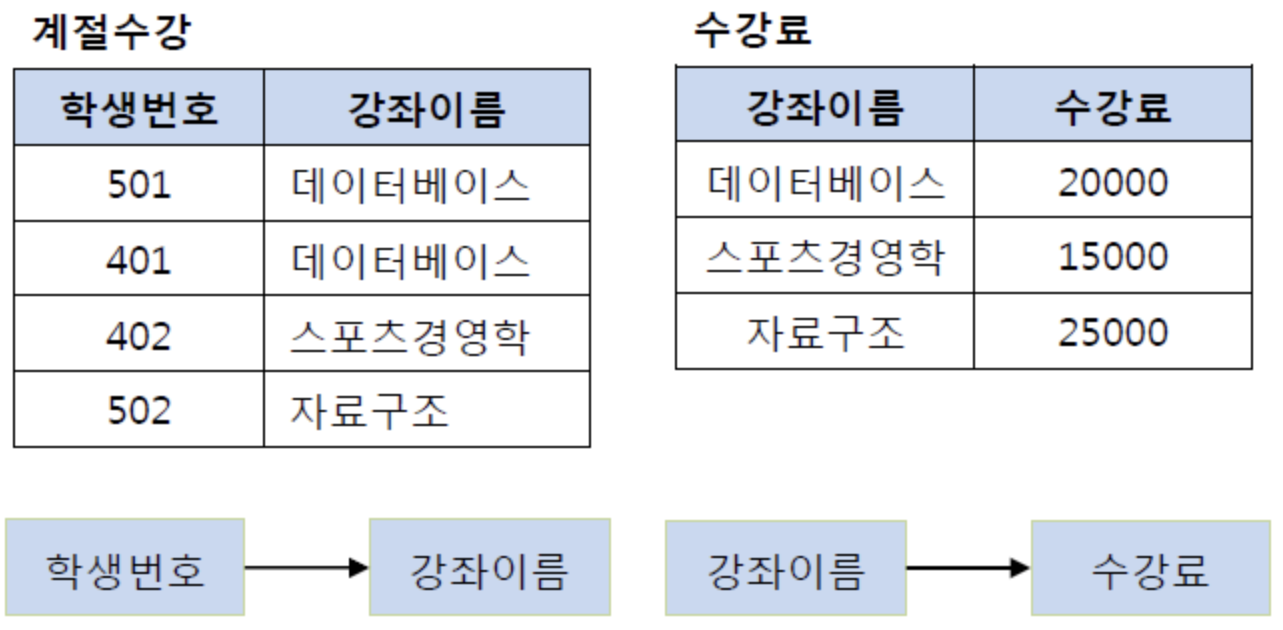 계절수강
학생번호 강좌이름
501 데이터베이스
401 데이터베이스
402 스포츠경영학
502 자료구조
수강료
강좌이름 수강료
데이터베이스 20000
스포츠경영학 15000
자료구조 25000
학생번호 강좌이름
강좌이름 수강료